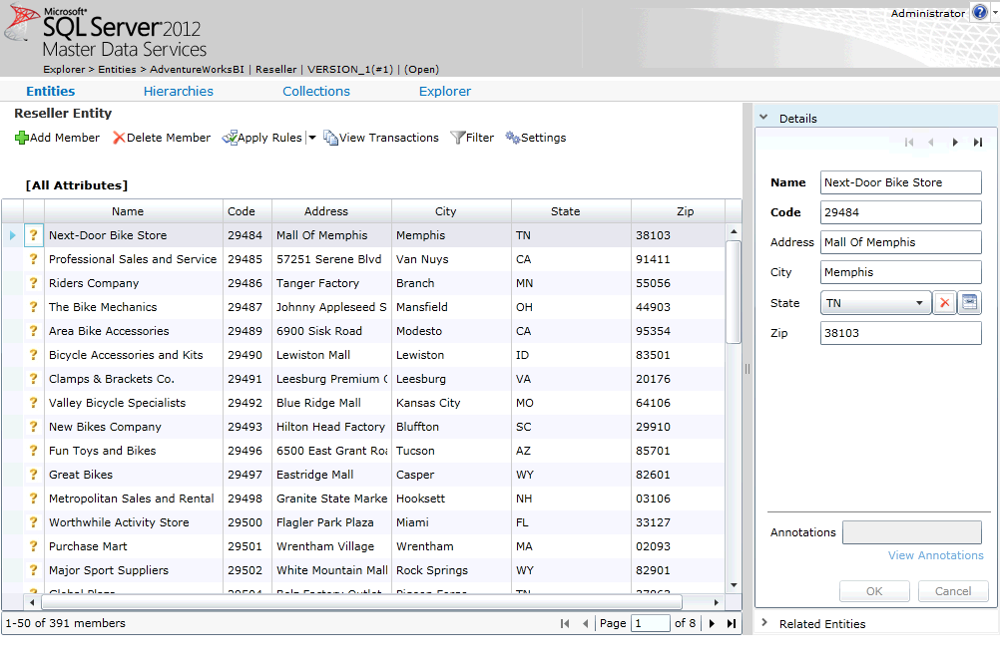 Microsoft®
SQL Server® 2012
Master Data Services
Administrator ?
Explorer > Entities > AdventureWorksBI | Reseller | VERSION_1(#1) | (Open)
Entities Hierarchies Collections Explorer
Reseller Entity
Add Member Delete Member Apply Rules View Transactions Filter Settings
[All Attributes]
Name Code Address City State Zip
? Next-Door Bike Store 29484 Mall Of Memphis Memphis TN 38103
? Professional Sales and Service 29485 57251 Serene Blvd Van Nuys CA 91411
? Riders Company 29486 Tanger Factory Branch MN 55056
? The Bike Mechanics 29487 Johnny Appleseed S Mansfield OH 44903
? Area Bike Accessories 29489 6900 Sisk Road Modesto CA 95354
? Bicycle Accessories and Kits 29490 Lewiston Mall Lewiston ID 83501
? Clamps & Brackets Co. 29491 Leesburg Premium Leesburg VA 20176
? Valley Bicycle Specialists 29492 Blue Ridge Mall Kansas City MO 64106
? New Bikes Company 29493 Hilton Head Factory Bluffton SC 29910
? Fun Toys and Bikes 29496 6500 East Grant Roa Tucson AZ 85701
? Great Bikes 29497 Eastridge Mall Casper WY 82601
? Metropolitan Sales and Rental 29498 Granite State Marke Hooksett NH 03106
? Worthwhile Activity Store 29500 Flagler Park Plaza Miami FL 33127
? Purchase Mart 29501 Wrentham Village Wrentham MA 02093
? Major Sport Suppliers 29502 White Mountain Mall Rock Springs WY 82901
1-50 of 391 members
Page 1 of 8
Details
Name Next-Door Bike Store
Code 29484
Address Mall Of Memphis
City Memphis
State TN
Zip 38103
Annotations
View Annotations
OK Cancel
Related Entities